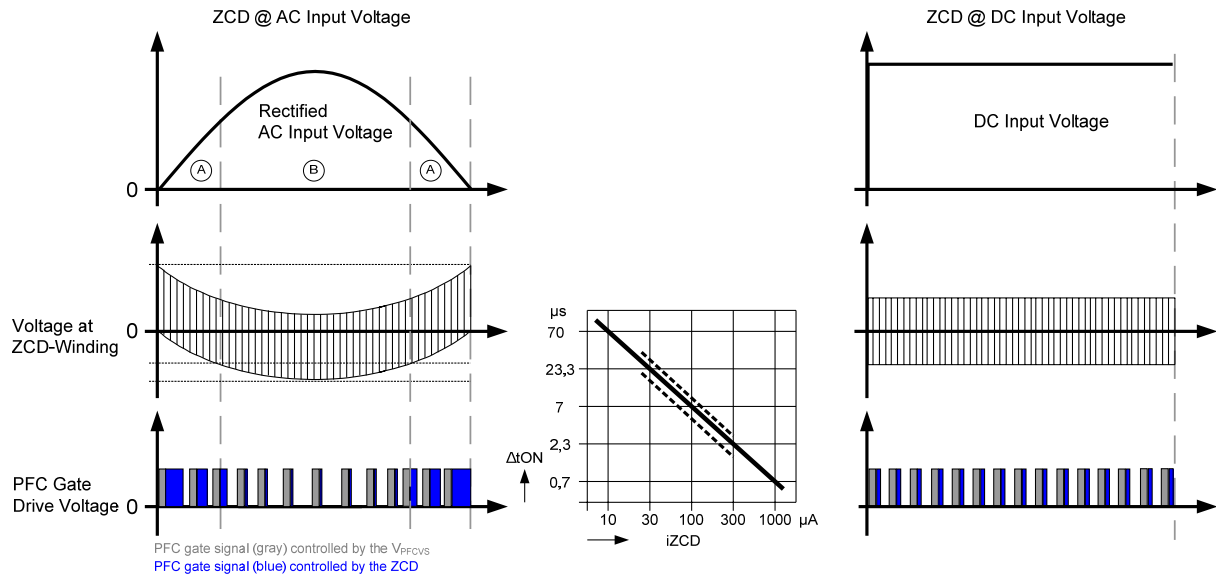 ZCD @ AC Input Voltage
ZCD @ DC Input Voltage
Rectified
AC Input Voltage
A
B
A
0
DC Input Voltage
Voltage at
ZCD-Winding
0
µs
70
23,3
7
2,3
0,7
ΔtON
10
30
100
300
1000
µA
iZCD
PFC Gate
Drive Voltage
0
PFC gate signal (gray) controlled by the VPFCVS
PFC gate signal (blue) controlled by the ZCD